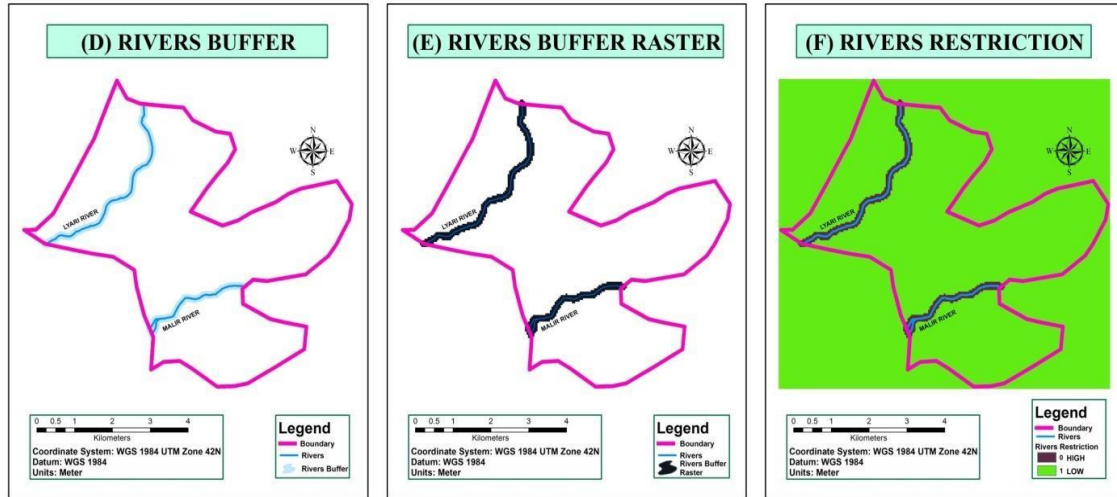 (D) RIVERS BUFFER
N
W E
S
LYARI RIVER
MALIR RIVER
0 0.5 1 2 3 4
Kilometers
Coordinate System: WGS 1984 UTM Zone 42N
Datum: WGS 1984
Units: Meter
Legend
Boundary
Rivers
Rivers Buffer
(E) RIVERS BUFFER RASTER
N
W E
S
LYARI RIVER
MALIR RIVER
0 0.5 1 2 3 4
Kilometers
Coordinate System: WGS 1984 UTM Zone 42N
Datum: WGS 1984
Units: Meter
Legend
Boundary
Rivers
Rivers Buffer
Raster
(F) RIVERS RESTRICTION
N
W E
S
LYARI RIVER
MALIR RIVER
0 0.5 1 2 3 4
Kilometers
Coordinate System: WGS 1984 UTM Zone 42N
Datum: WGS 1984
Units: Meter
Legend
Boundary
Rivers
Rivers Restriction
0 HIGH
1 LOW